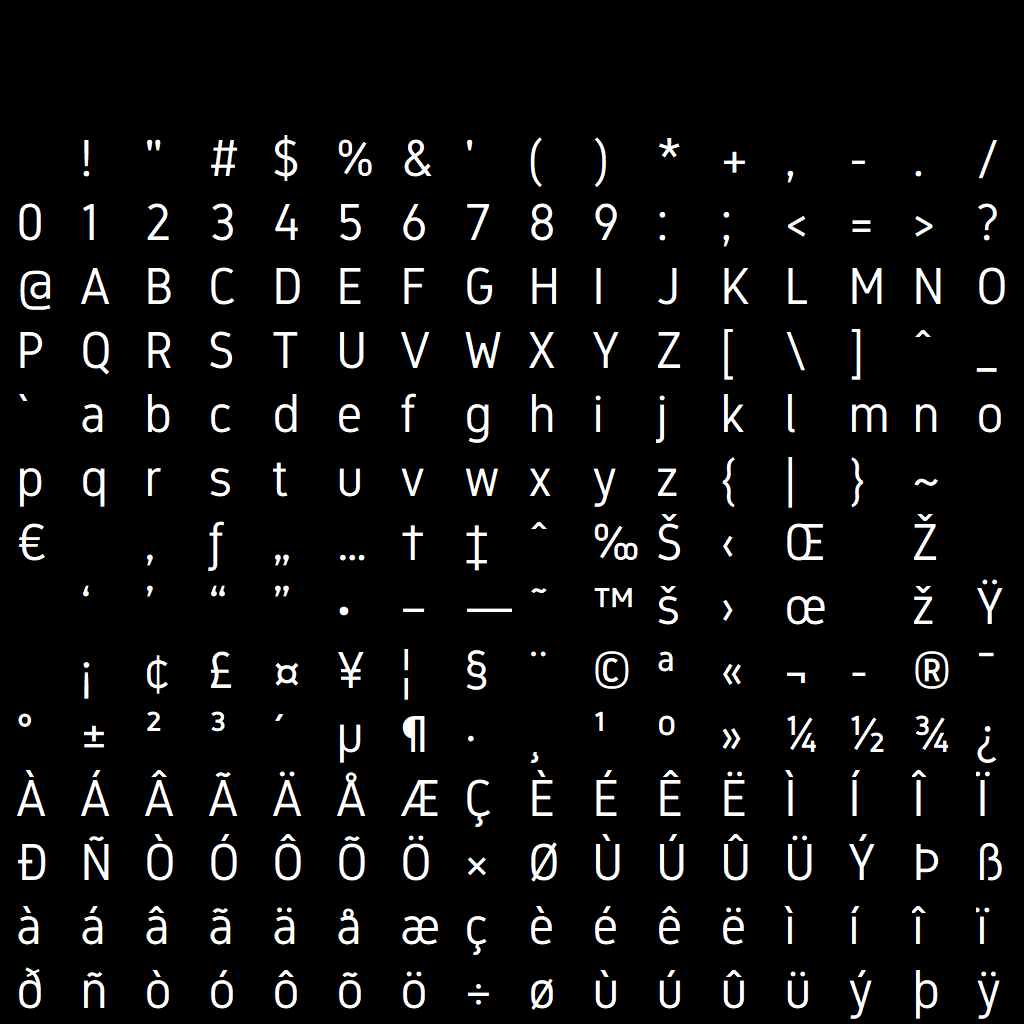 ! " # $ % & ' ( ) * + , - . /
0 1 2 3 4 5 6 7 8 9 : ; < = > ?
@ A B C D E F G H I J K L M N O
P Q R S T U V W X Y Z [ \ ] ^ _
` a b c d e f g h i j k l m n o
p q r s t u v w x y z { | } ~
€ ‚ ƒ „ … † ‡ ˆ ‰ Š ‹ Œ Ž
‘ ’ “ ” • – — ˜ ™ š › œ ž Ÿ
¡ ¢ £ ¤ ¥ ¦ § ¨ © ª « ¬ - ® ¯
° ± ² ³ ´ µ ¶ · ¸ ¹ º » ¼ ½ ¾ ¿
À Á Â Ã Ä Å Æ Ç È É Ê Ë Ì Í Î Ï
Ð Ñ Ò Ó Ô Õ Ö × Ø Ù Ú Û Ü Ý Þ ß
à á â ã ä å æ ç è é ê ë ì í î ï
ð ñ ò ó ô õ ö ÷ ø ù ú û ü ý þ ÿ